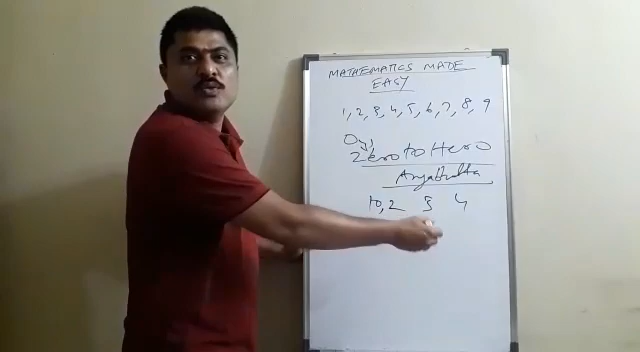 MATHEMATICS MADE
EASY
1, 2, 3, 4, 5, 6, 7, 8, 9
0,1
Zero to Hero
Aryabhatta
10, 2 3 4